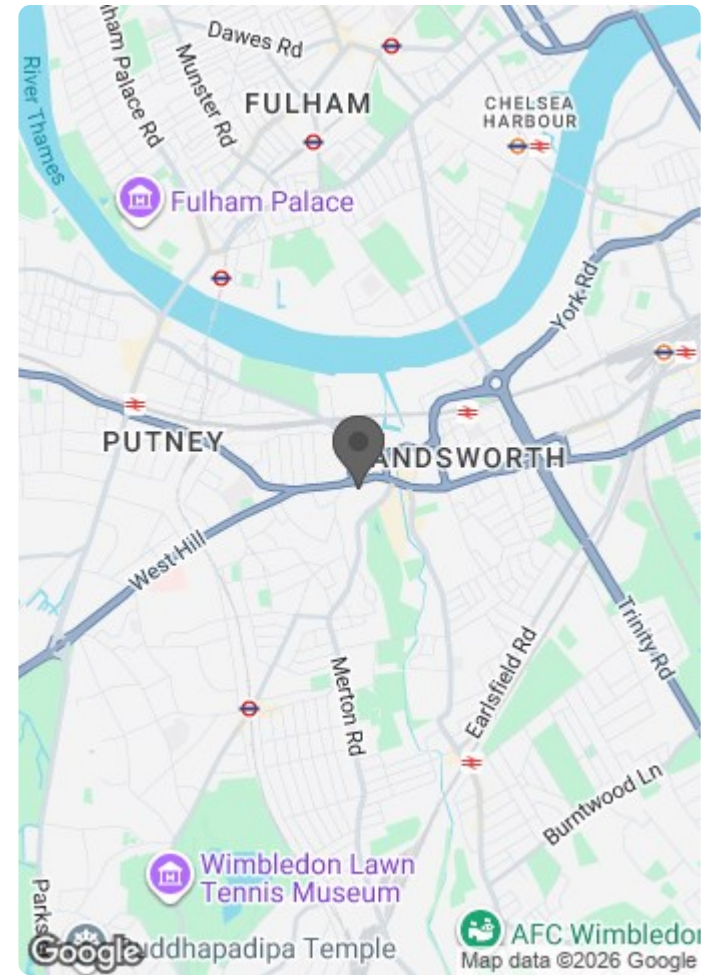 ham Palace Rd
Munster Rd
Dawes Rd
River Thames
FULHAM
CHELSEA
HARBOUR
Fulham Palace
York Rd
PUTNEY
ANDSWORTH
West Hill
Merton Rd
Earlsfield Rd
Trinity Rd
Burntwood Ln
Wimbledon Lawn
Tennis Museum
Parks
uddhapadipa Temple
AFC Wimbledon
Google
Map data ©2026 Google